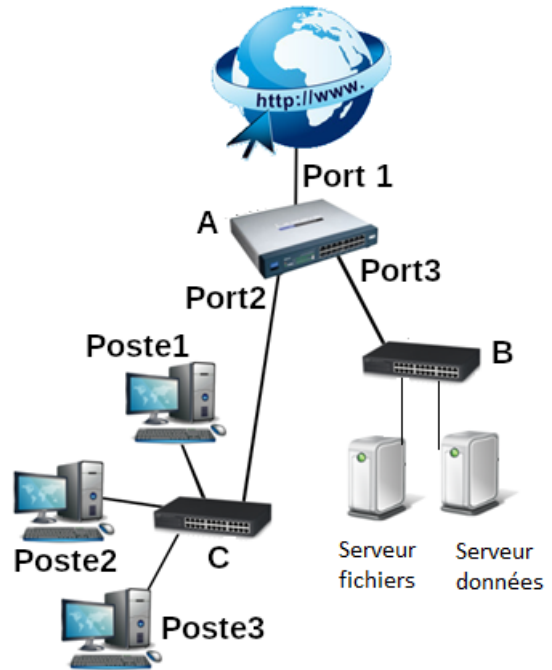 http://www.
Port 1
A
Port2
Port3
Poste1
B
Poste2
C
Serveur
fichiers
Serveur
données
Poste3